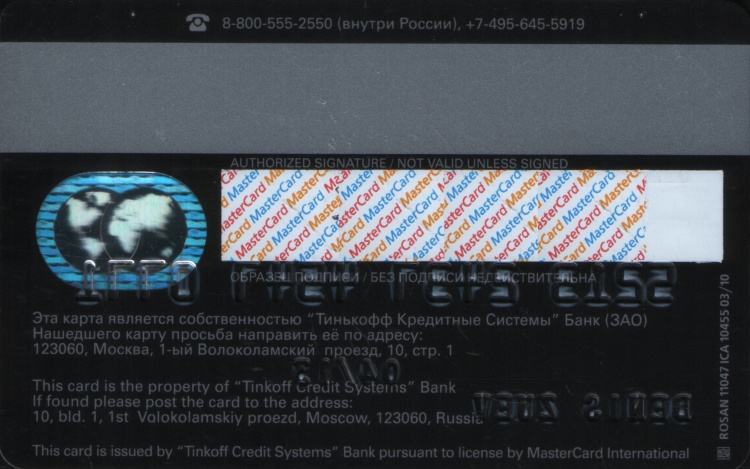 ☎ 8-800-555-2550 (внутри России), +7-495-645-5919
AUTHORIZED SIGNATURE / NOT VALID UNLESS SIGNED
MasterCard MasterCard MasterCard
ОБРАЗЕЦ ПОДПИСИ / БЕЗ ПОДПИСИ НЕДЕЙСТВИТЕЛЬНА
Эта карта является собственностью "Тинькофф Кредитные Системы" Банк (ЗАО)
Нашедшего карту просьба направить её по адресу:
123060, Москва, 1-ый Волоколамский проезд, 10, стр. 1
This card is the property of "Tinkoff Credit Systems" Bank
If found please post the card to the address:
10, bld. 1, 1st Volokolamskiy proezd, Moscow, 123060, Russia
This card is issued by "Tinkoff Credit Systems" Bank pursuant to license by MasterCard International
ROSAN 11047 ICA 10455 03/10